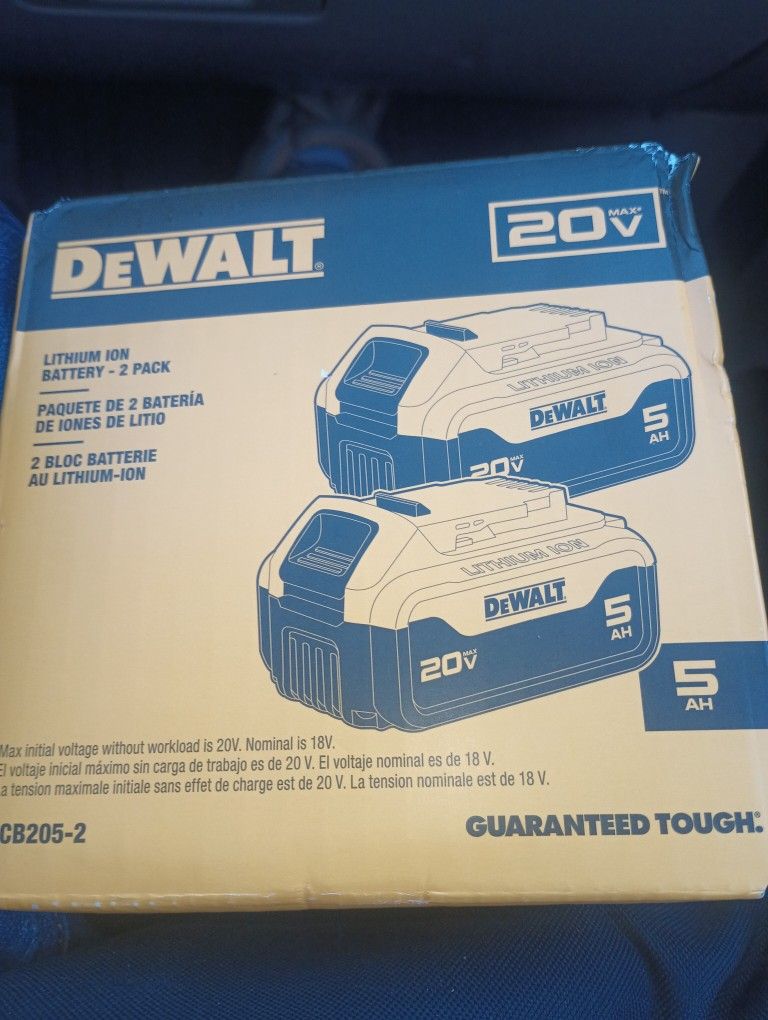 DEWALT®
20V MAX* ™
LITHIUM ION
BATTERY - 2 PACK
PAQUETE DE 2 BATERÍA
DE IONES DE LITIO
2 BLOC BATTERIE
AU LITHIUM-ION
LITHIUM ION
DEWALT
5
AH
20V MAX
LITHIUM ION
DEWALT
5
AH
20V MAX
5
AH
Max initial voltage without workload is 20V. Nominal is 18V.
El voltaje inicial máximo sin carga de trabajo es de 20 V. El voltaje nominal es de 18 V.
a tension maximale initiale sans effet de charge est de 20 V. La tension nominale est de 18 V.
CB205-2
GUARANTEED TOUGH.®